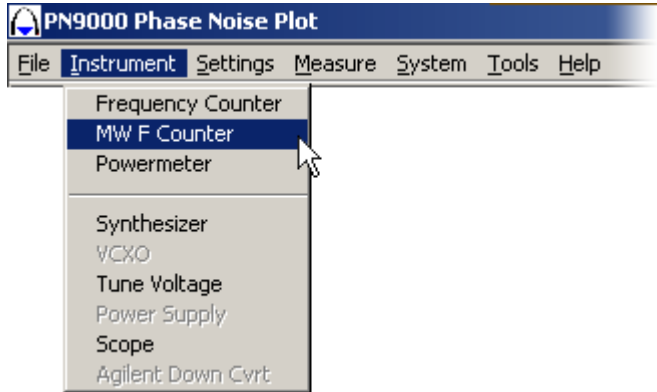 PN9000 Phase Noise Plot
File Instrument Settings Measure System Tools Help
Frequency Counter
MW F Counter
Powermeter
Synthesizer
VCXO
Tune Voltage
Power Supply
Scope
Agilent Down Cvrt